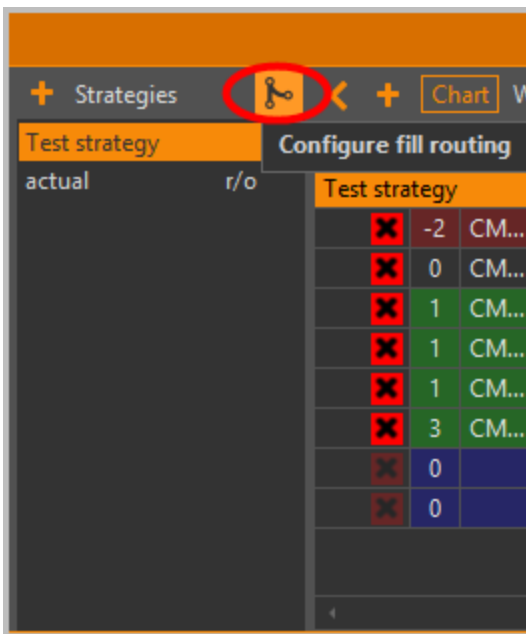 + Strategies < + Chart W
Test strategy
Configure fill routing
actual r/o
Test strategy
-2 CM...
0 CM...
1 CM...
1 CM...
1 CM...
3 CM...
0
0